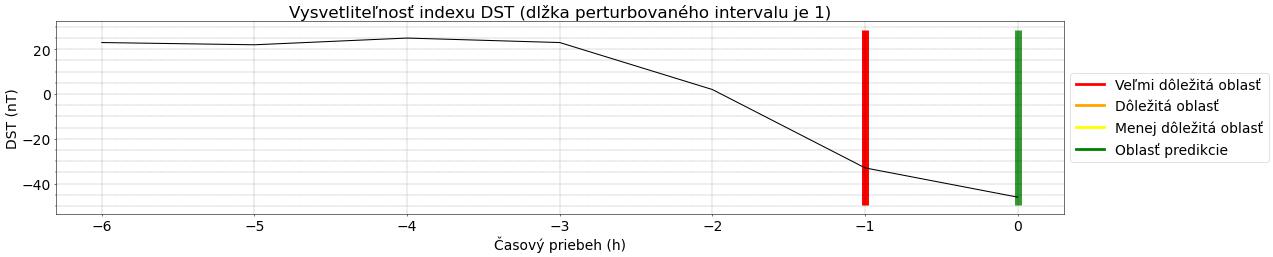 Vysvetliteľnosť indexu DST (dĺžka perturbovaného intervalu je 1)
DST (nT)
20
0
−20
−40
−6 −5 −4 −3 −2 −1 0
Časový priebeh (h)
Veľmi dôležitá oblasť
Dôležitá oblasť
Menej dôležitá oblasť
Oblasť predikcie